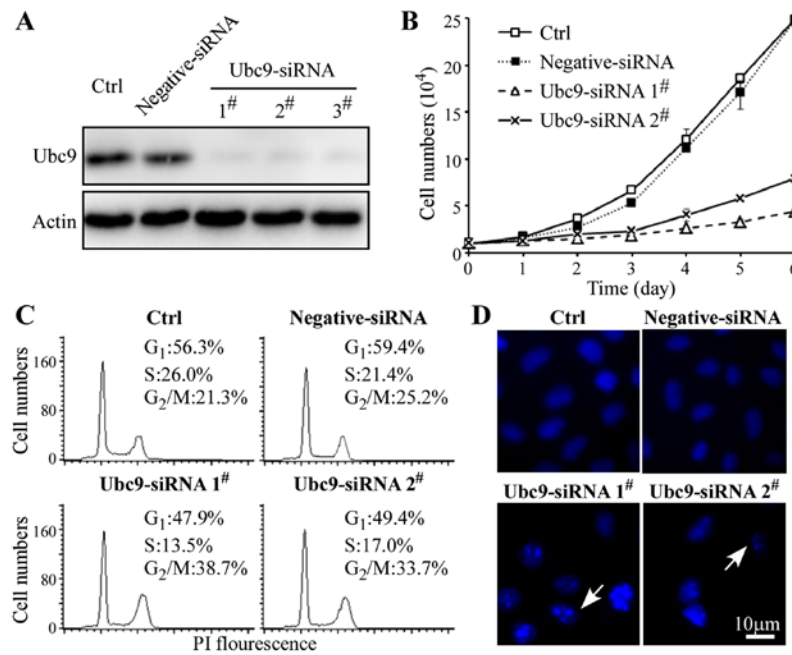 A
Ctrl
Negative-siRNA
Ubc9-siRNA
1# 2# 3#
Ubc9
Actin
B
Cell numbers (10⁴)
25
20
15
10
5
0
Ctrl
Negative-siRNA
Ubc9-siRNA 1#
Ubc9-siRNA 2#
0 1 2 3 4 5 6
Time (day)
C
Ctrl
Cell numbers
160
80
0
G₁:56.3%
S:26.0%
G₂/M:21.3%
Negative-siRNA
G₁:59.4%
S:21.4%
G₂/M:25.2%
Ubc9-siRNA 1#
Cell numbers
160
80
0
G₁:47.9%
S:13.5%
G₂/M:38.7%
Ubc9-siRNA 2#
G₁:49.4%
S:17.0%
G₂/M:33.7%
PI flourescence
D
Ctrl
Negative-siRNA
Ubc9-siRNA 1#
Ubc9-siRNA 2#
10μm